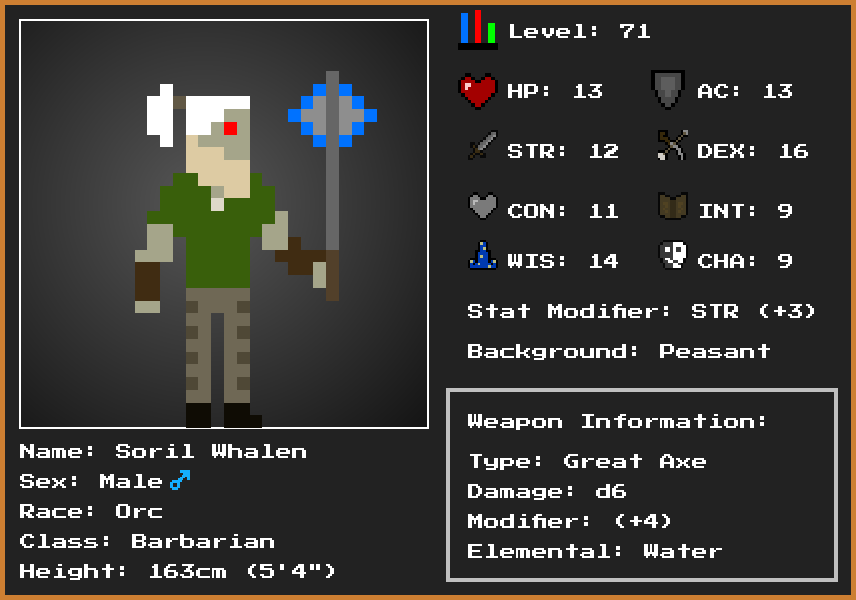 Level: 71
HP: 13
AC: 13
STR: 12
DEX: 16
CON: 11
INT: 9
WIS: 14
CHA: 9
Stat Modifier: STR (+3)
Background: Peasant
Weapon Information:
Type: Great Axe
Damage: d6
Modifier: (+4)
Elemental: Water
Name: Soril Whalen
Sex: Male♂
Race: Orc
Class: Barbarian
Height: 163cm (5'4")